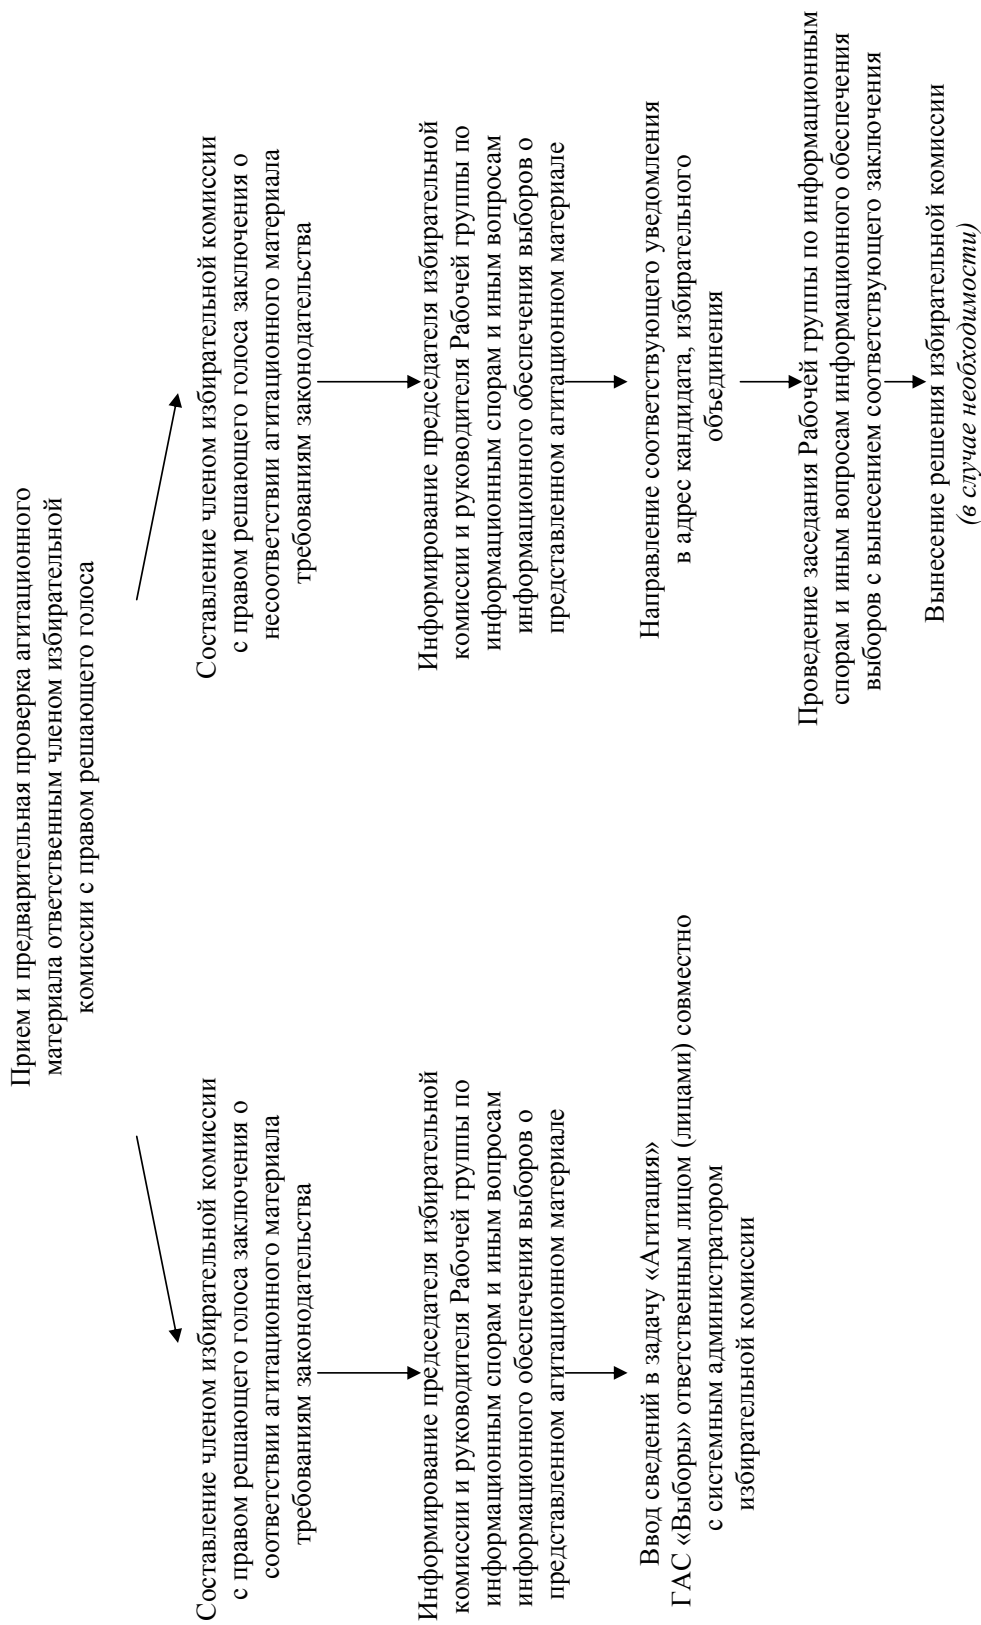 Прием и предварительная проверка агитационного
материала ответственным членом избирательной
комиссии с правом решающего голоса
Составление членом избирательной комиссии
с правом решающего голоса заключения о
соответствии агитационного материала
требованиям законодательства
Информирование председателя избирательной
комиссии и руководителя Рабочей группы по
информационным спорам и иным вопросам
информационного обеспечения выборов о
представленном агитационном материале
Ввод сведений в задачу «Агитация»
ГАС «Выборы» ответственным лицом (лицами) совместно
с системным администратором
избирательной комиссии
Составление членом избирательной комиссии
с правом решающего голоса заключения о
несоответствии агитационного материала
требованиям законодательства
Информирование председателя избирательной
комиссии и руководителя Рабочей группы по
информационным спорам и иным вопросам
информационного обеспечения выборов о
представленном агитационном материале
Направление соответствующего уведомления
в адрес кандидата, избирательного
объединения
Проведение заседания Рабочей группы по информационным
спорам и иным вопросам информационного обеспечения
выборов с вынесением соответствующего заключения
Вынесение решения избирательной комиссии
(в случае необходимости)